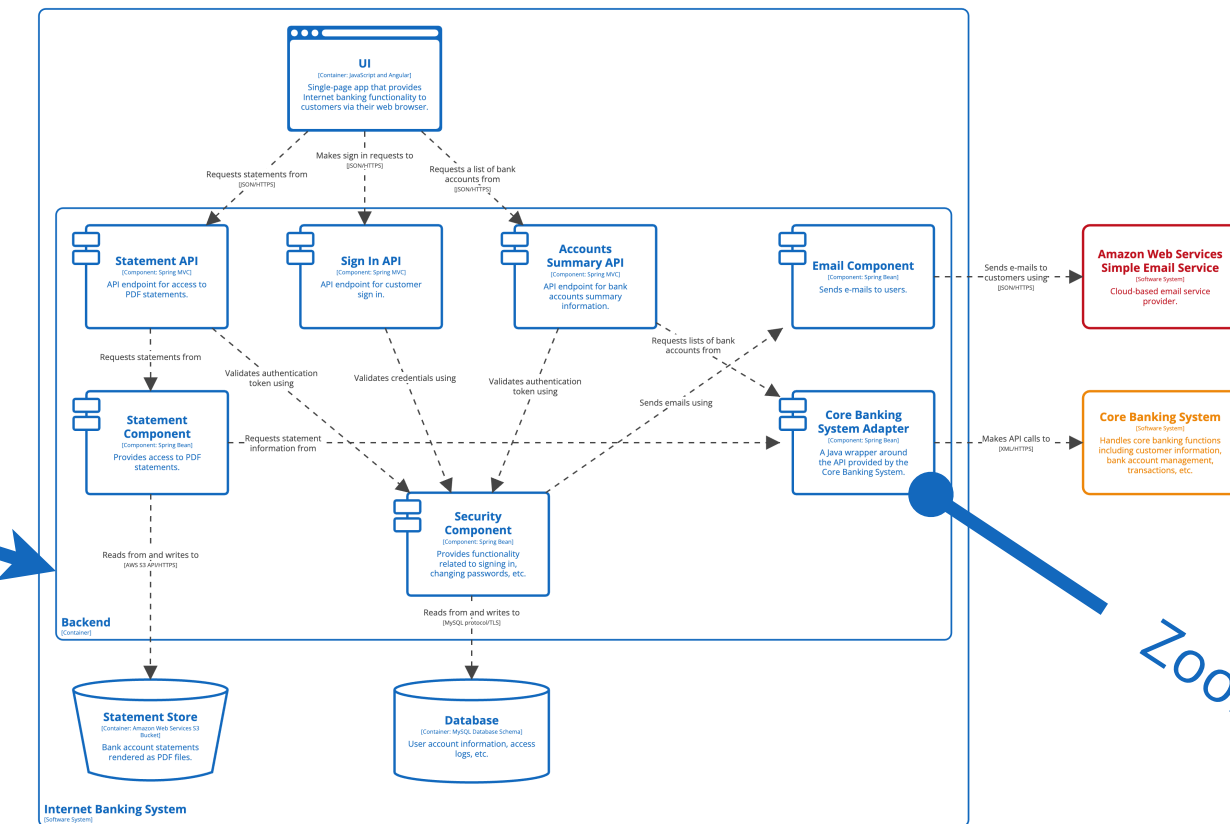 UI
[Container: JavaScript and Angular]
Single-page app that provides
Internet banking functionality to
customers via their web browser.
Requests statements from
[JSON/HTTPS]
Makes sign in requests to
[JSON/HTTPS]
Requests a list of bank
accounts from
[JSON/HTTPS]
Statement API
[Component: Spring MVC]
API endpoint for access to
PDF statements.
Sign In API
[Component: Spring MVC]
API endpoint for customer
sign in.
Accounts
Summary API
[Component: Spring MVC]
API endpoint for bank
accounts summary
information.
Email Component
[Component: Spring Bean]
Sends e-mails to users.
Sends e-mails to
customers using
[JSON/HTTPS]
Amazon Web Services
Simple Email Service
[Software System]
Cloud-based email service
provider.
Requests statements from
Validates authentication
token using
Validates credentials using
Validates authentication
token using
Requests lists of bank
accounts from
Sends emails using
Statement
Component
[Component: Spring Bean]
Provides access to PDF
statements.
Requests statement
information from
Core Banking
System Adapter
[Component: Spring Bean]
A Java wrapper around
the API provided by the
Core Banking System.
Makes API calls to
[XML/HTTPS]
Core Banking System
[Software System]
Handles core banking functions
including customer information,
bank account management,
transactions, etc.
Security
Component
[Component: Spring Bean]
Provides functionality
related to signing in,
changing passwords, etc.
Reads from and writes to
[AWS S3 API/HTTPS]
Reads from and writes to
[MySQL protocol/TLS]
Backend
[Container]
Zoo
Statement Store
[Container: Amazon Web Services S3
Bucket]
Bank account statements
rendered as PDF files.
Database
[Container: MySQL Database Schema]
User account information, access
logs, etc.
Internet Banking System
[Software System]